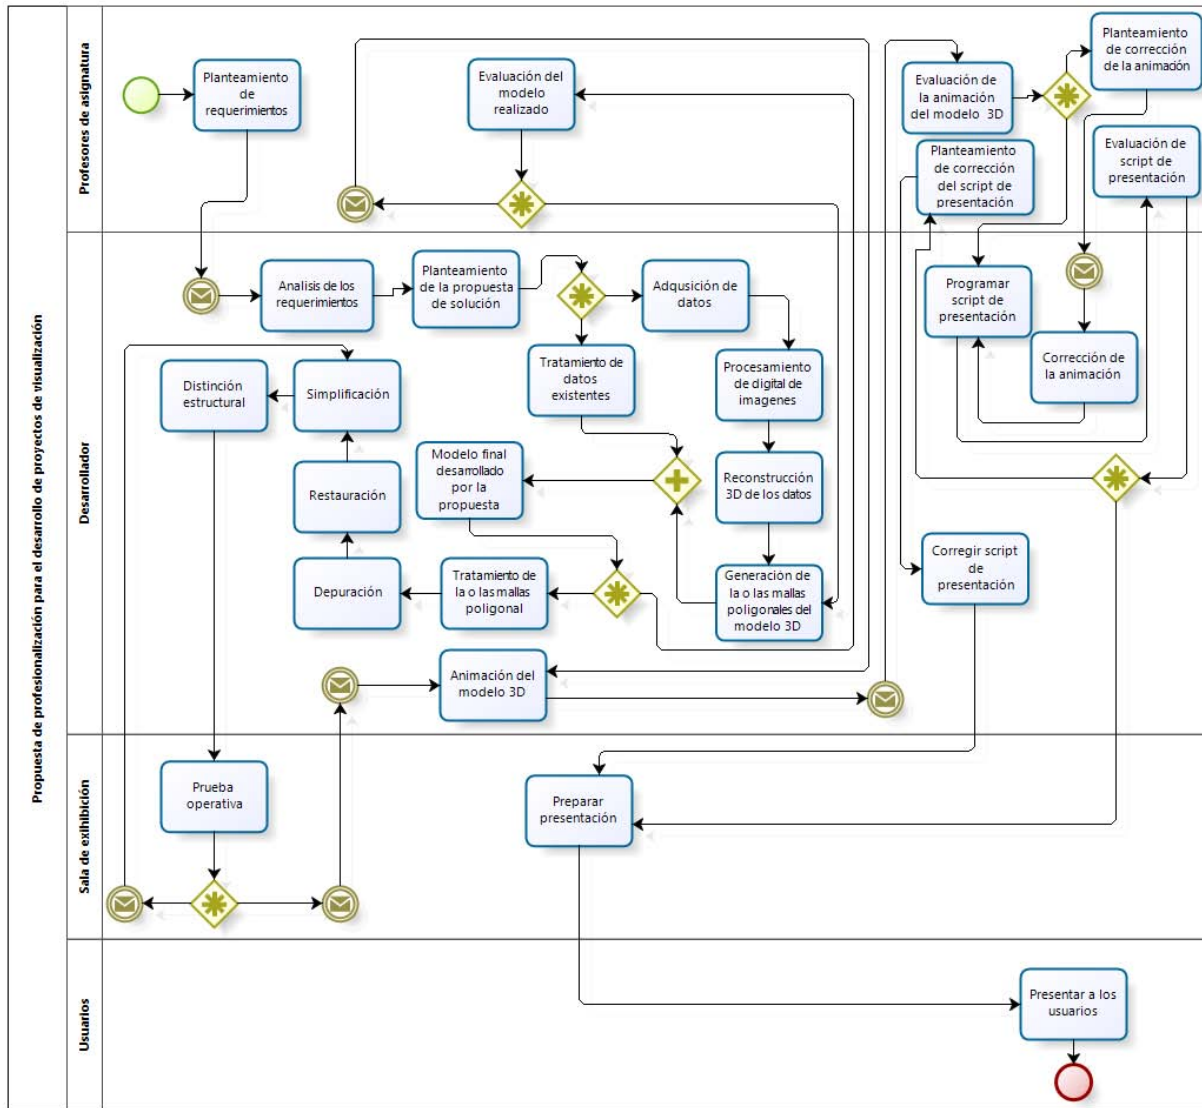 Propuesta de profesionalización para el desarrollo de proyectos de visualización
Profesores de asignatura
Planteamiento
de
requerimientos
Evaluación del
modelo
realizado
Evaluación de
la animación
del modelo 3D
Planteamiento
de corrección
de la animación
Planteamiento
de corrección
del script de
presentación
Evaluación de
script de
presentación
Desarrollador
Analisis de los
requerimientos
Planteamiento
de la propuesta
de solución
Adqusición de
datos
Programar
script de
presentación
Corrección de
la animación
Distinción
estructural
Simplificación
Tratamiento de
datos
existentes
Procesamiento
de digital de
imagenes
Restauración
Modelo final
desarrollado
por la
propuesta
Reconstrucción
3D de los datos
Depuración
Tratamiento de
la o las mallas
poligonal
Generación de
la o las mallas
poligonales del
modelo 3D
Corregir script
de
presentación
Animación del
modelo 3D
Sala de exihibición
Prueba
operativa
Preparar
presentación
Usuarios
Presentar a los
usuarios